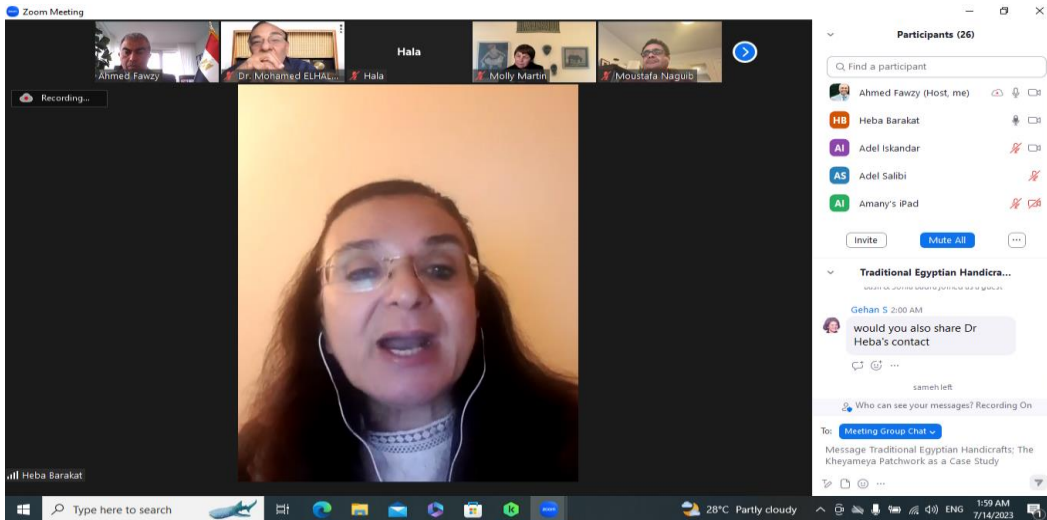 Zoom Meeting
Ahmed Fawzy
Dr. Mohamed ELHAL...
Hala
Hala
Molly Martin
Moustafa Naguib
Recording...
Heba Barakat
Participants (26)
Find a participant
Ahmed Fawzy (Host, me)
HB Heba Barakat
AI Adel Iskandar
AS Adel Salibi
AI Amany's iPad
Invite
Mute All
Traditional Egyptian Handicra...
Gehan S 2:00 AM
would you also share Dr
Heba's contact
sameh left
Who can see your messages? Recording On
To: Meeting Group Chat
Message Traditional Egyptian Handicrafts; The
Kheyameya Patchwork as a Case Study
Type here to search
28°C Partly cloudy
ENG
1:59 AM
7/14/2023